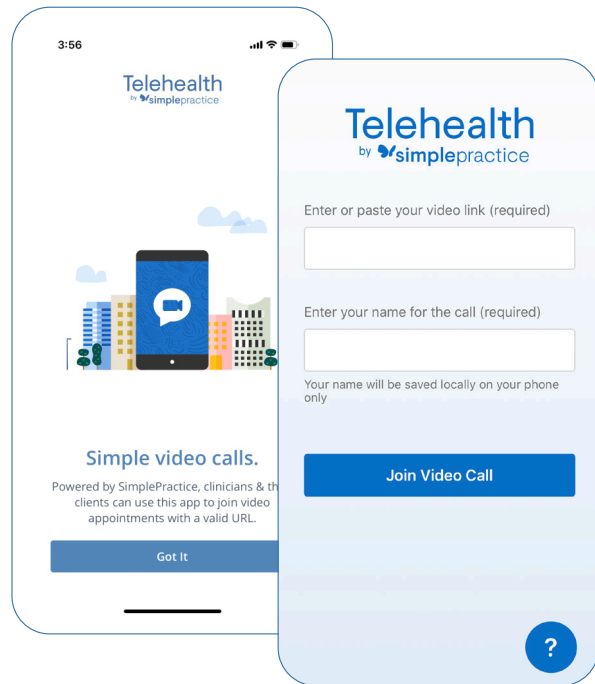 3:56
Telehealth
by simplepractice
Simple video calls.
Powered by SimplePractice, clinicians & th
clients can use this app to join video
appointments with a valid URL.
Got It
Telehealth
by simplepractice
Enter or paste your video link (required)
Enter your name for the call (required)
Your name will be saved locally on your phone
only
Join Video Call
?